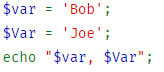 $var = 'Bob';
$Var = 'Joe';
echo "$var, $Var";